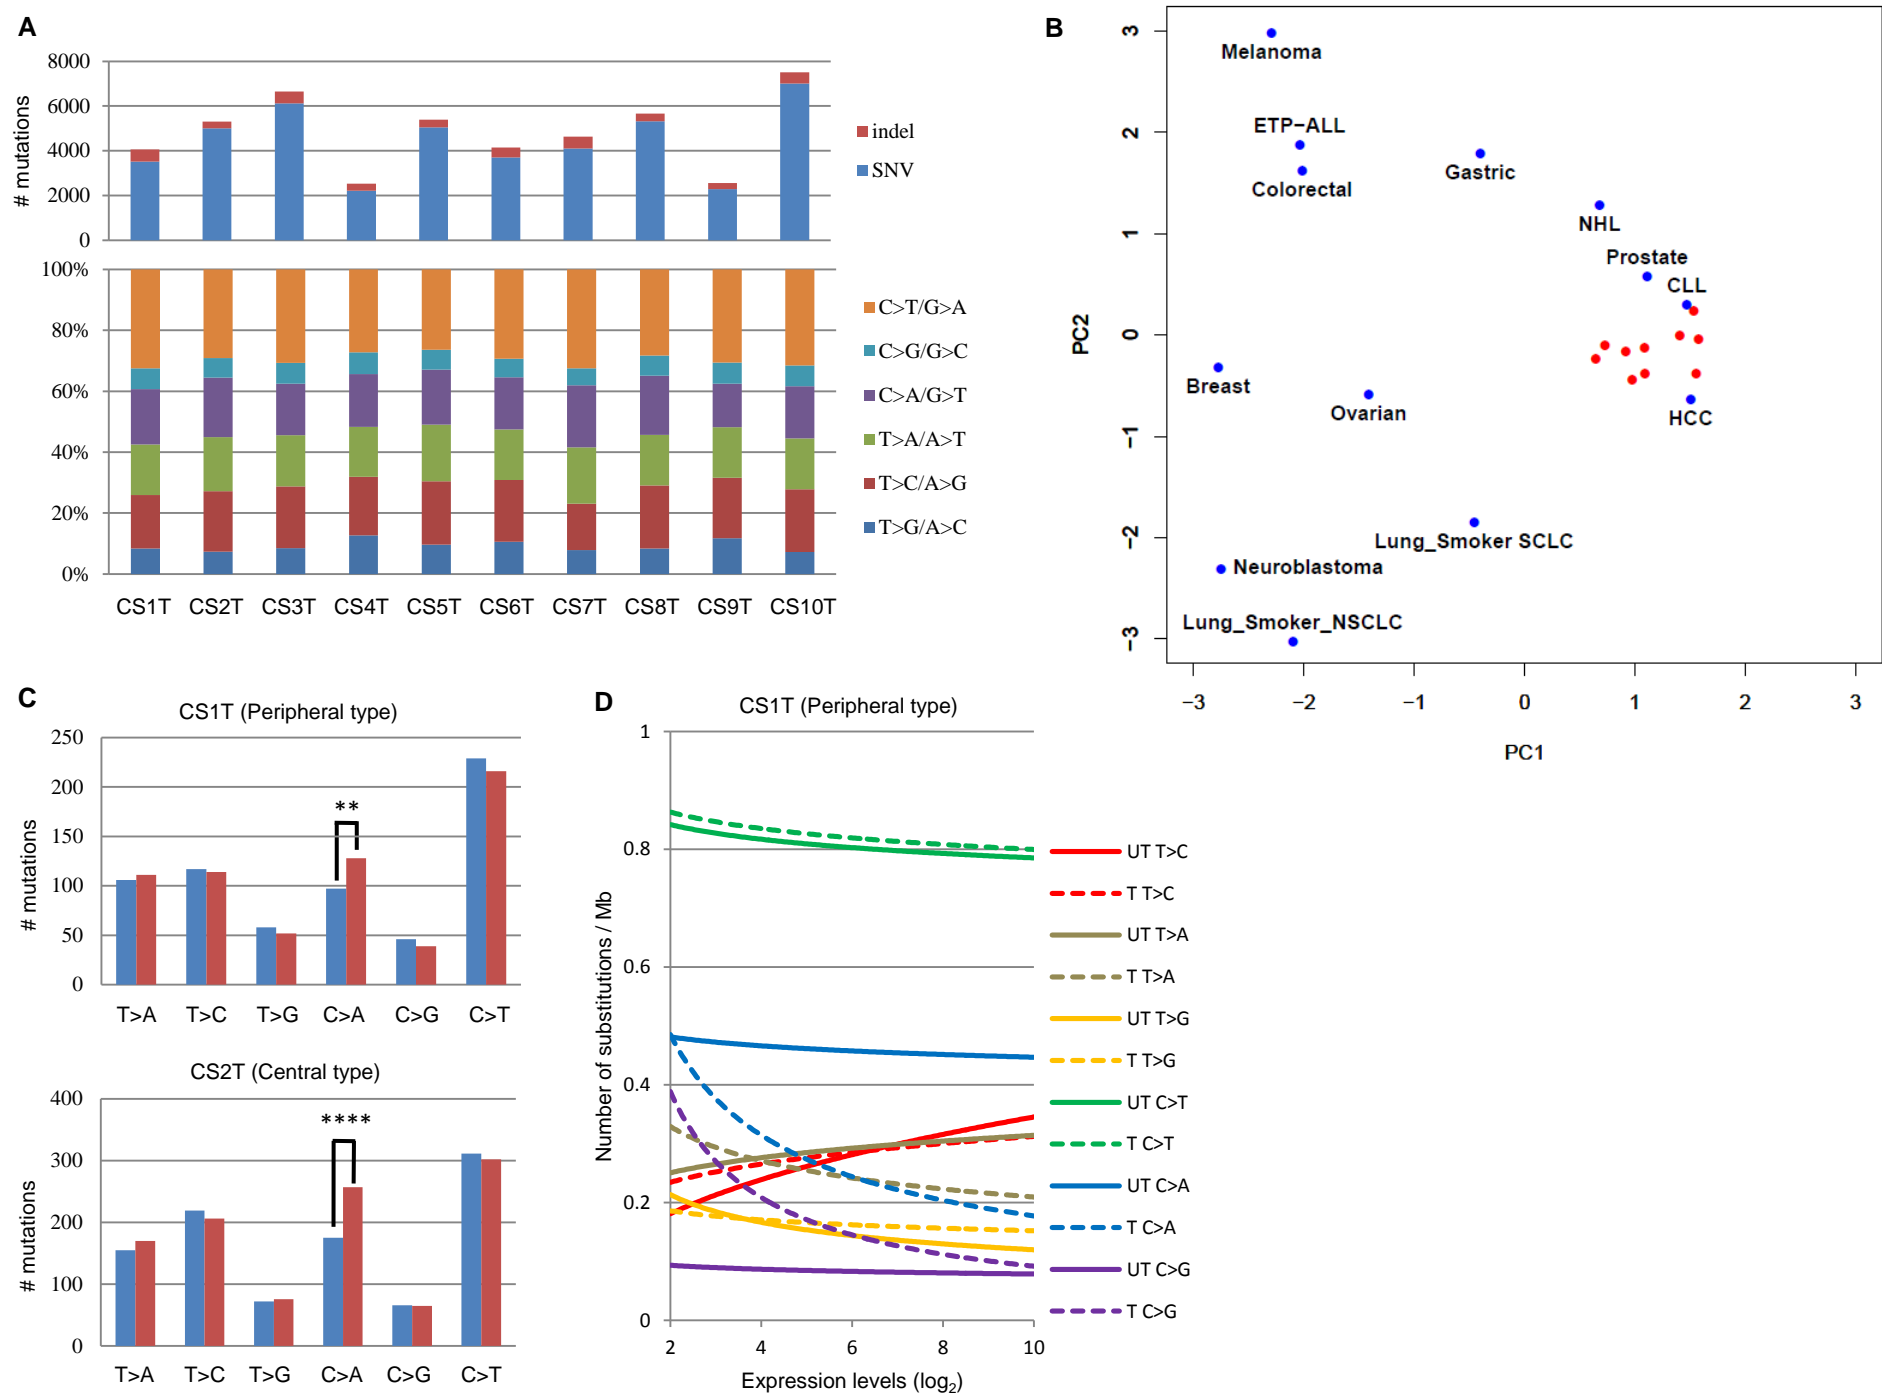 A
8000
6000
4000
2000
0
# mutations
indel
SNV
100%
80%
60%
40%
20%
0%
C>T/G>A
C>G/G>C
C>A/G>T
T>A/A>T
T>C/A>G
T>G/A>C
CS1T CS2T CS3T CS4T CS5T CS6T CS7T CS8T CS9T CS10T
B
3
2
1
0
−1
−2
−3
PC2
Melanoma
ETP−ALL
Colorectal
Gastric
NHL
Prostate
CLL
Breast
Ovarian
HCC
Lung_Smoker SCLC
Neuroblastoma
Lung_Smoker_NSCLC
−3 −2 −1 0 1 2 3
PC1
C
CS1T (Peripheral type)
250
200
150
100
50
0
# mutations
**
T>A T>C T>G C>A C>G C>T
CS2T (Central type)
400
300
200
100
0
# mutations
****
T>A T>C T>G C>A C>G C>T
D
CS1T (Peripheral type)
1
0.8
0.6
0.4
0.2
0
Number of substitutions / Mb
2 4 6 8 10
Expression levels (log2)
UT T>C
T T>C
UT T>A
T T>A
UT T>G
T T>G
UT C>T
T C>T
UT C>A
T C>A
UT C>G
T C>G